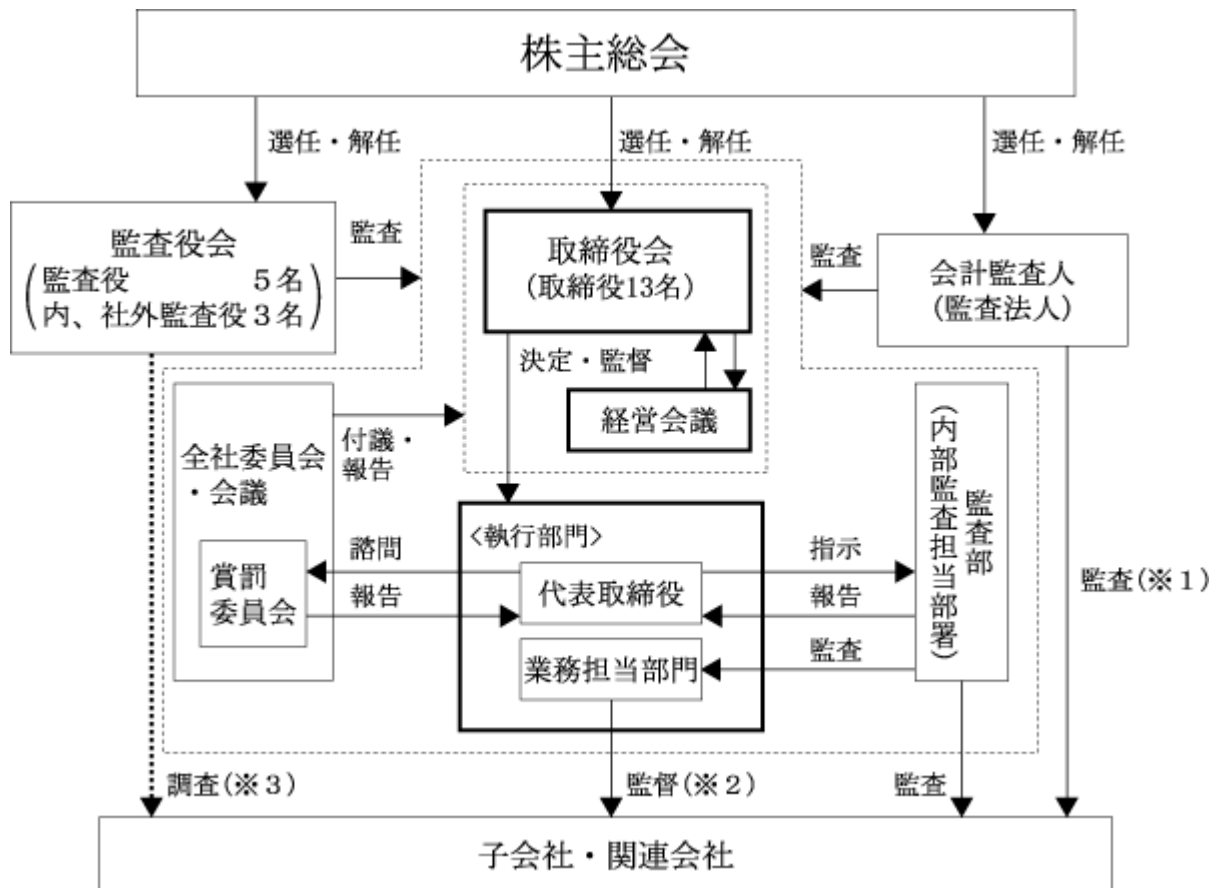 株主総会
選任・解任
選任・解任
選任・解任
監査役会
(監査役 5名
内、社外監査役3名)
監査
取締役会
(取締役13名)
監査
会計監査人
(監査法人)
決定・監督
経営会議
全社委員会
・会議
付議・
報告
監査部
(内部監査担当部署)
<執行部門>
賞罰
委員会
諮問
報告
代表取締役
指示
報告
業務担当部門
監査
監査(※1)
調査(※3)
監督(※2)
監査
子会社・関連会社